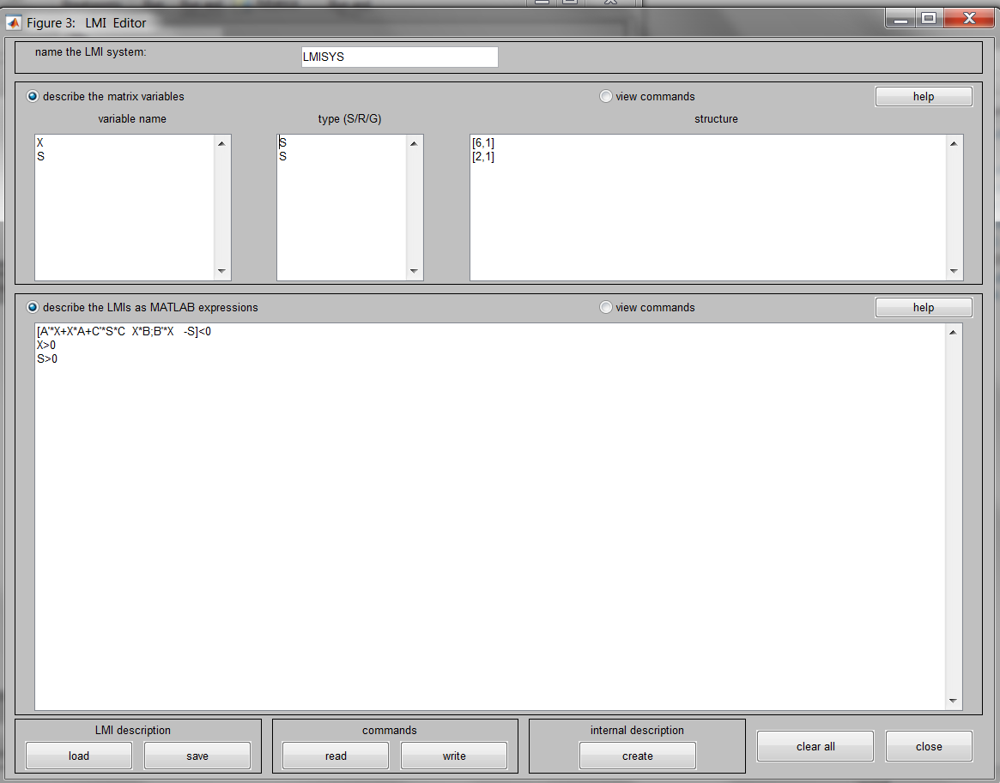 Figure 3: LMI Editor
name the LMI system:
LMISYS
describe the matrix variables
view commands
help
variable name
type (S/R/G)
structure
X
S
S
S
[6,1]
[2,1]
describe the LMIs as MATLAB expressions
view commands
help
[A'*X+X*A+C'*S*C X*B;B'*X -S]<0
X>0
S>0
LMI description
commands
internal description
load
save
read
write
create
clear all
close